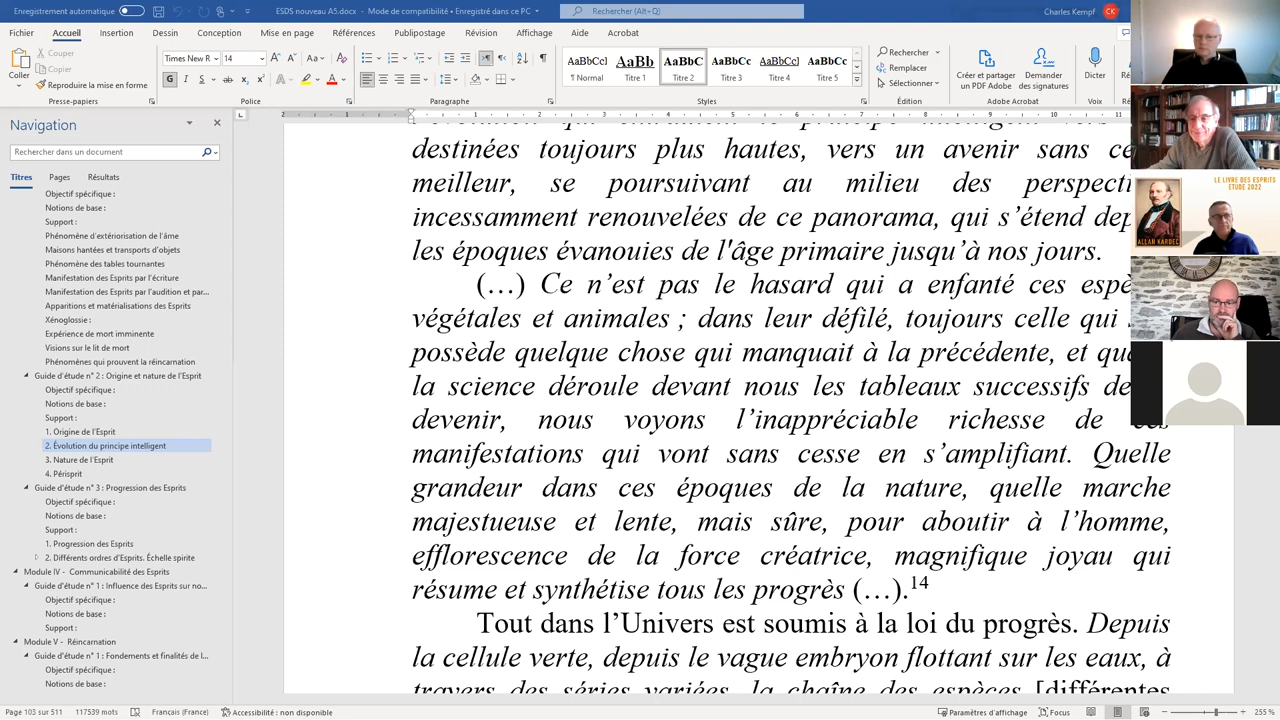 Enregistrement automatique
ESDS nouveau A5.docx - Mode de compatibilité • Enregistré dans ce PC
Rechercher (Alt+Q)
Charles Kempf
CK
Fichier Accueil Insertion Dessin Conception Mise en page Références Publipostage Révision Affichage Aide Acrobat
Coller
Couper
Copier
Reproduire la mise en forme
Presse-papiers
Times New R 14
G I S
Police
Paragraphe
AaBbCcI AaBb AaBbC AaBbCc AaBbCcI AaBbCc
¶ Normal Titre 1 Titre 2 Titre 3 Titre 4 Titre 5
Styles
Rechercher
Remplacer
Sélectionner
Édition
Créer et partager
un PDF Adobe
Demander
des signatures
Adobe Acrobat
Dicter
Voix
Navigation
Rechercher dans un document
Titres Pages Résultats
Objectif spécifique :
Notions de base :
Support :
Phénomène d'extériorisation de l'âme
Maisons hantées et transports d'objets
Phénomène des tables tournantes
Manifestation des Esprits par l'écriture
Manifestation des Esprits par l'audition et par...
Apparitions et matérialisations des Esprits
Xénoglossie :
Expérience de mort imminente
Visions sur le lit de mort
Phénomènes qui prouvent la réincarnation
Guide d'étude n° 2 : Origine et nature de l'Esprit
Objectif spécifique :
Notions de base :
Support :
1. Origine de l'Esprit
2. Évolution du principe intelligent
3. Nature de l'Esprit
4. Périsprit
Guide d'étude n° 3 : Progression des Esprits
Objectif spécifique :
Notions de base :
Support :
1. Progression des Esprits
2. Différents ordres d'Esprits. Échelle spirite
Module IV - Communicabilité des Esprits
Guide d'étude n° 1 : Influence des Esprits sur no...
Objectif spécifique :
Notions de base :
Support :
Module V - Réincarnation
Guide d'étude n° 1 : Fondements et finalités de l...
Objectif spécifique :
Notions de base :
destinées toujours plus hautes, vers un avenir sans
meilleur, se poursuivant au milieu des
incessamment renouvelées de ce panorama, qui s'étend
les époques évanouies de l'âge primaire jusqu'à nos jours.
(…) Ce n'est pas le hasard qui a enfanté ces
végétales et animales ; dans leur défilé, toujours celle qui
possède quelque chose qui manquait à la précédente, et
la science déroule devant nous les tableaux successifs
devenir, nous voyons l'inappréciable richesse de ces
manifestations qui vont sans cesse en s'amplifiant. Quelle
grandeur dans ces époques de la nature, quelle marche
majestueuse et lente, mais sûre, pour aboutir à l'homme,
efflorescence de la force créatrice, magnifique joyau qui
résume et synthétise tous les progrès (…).14
Tout dans l'Univers est soumis à la loi du progrès. Depuis
la cellule verte, depuis le vague embryon flottant sur les eaux, à
travers des séries variées, la chaîne des espèces [différentes
LE LIVRE DES ESPRITS
ETUDE 2022
ALLAN KARDEC
Page 103 sur 511 117539 mots Français (France) Accessibilité : non disponible
Paramètres d'affichage Focus 255 %